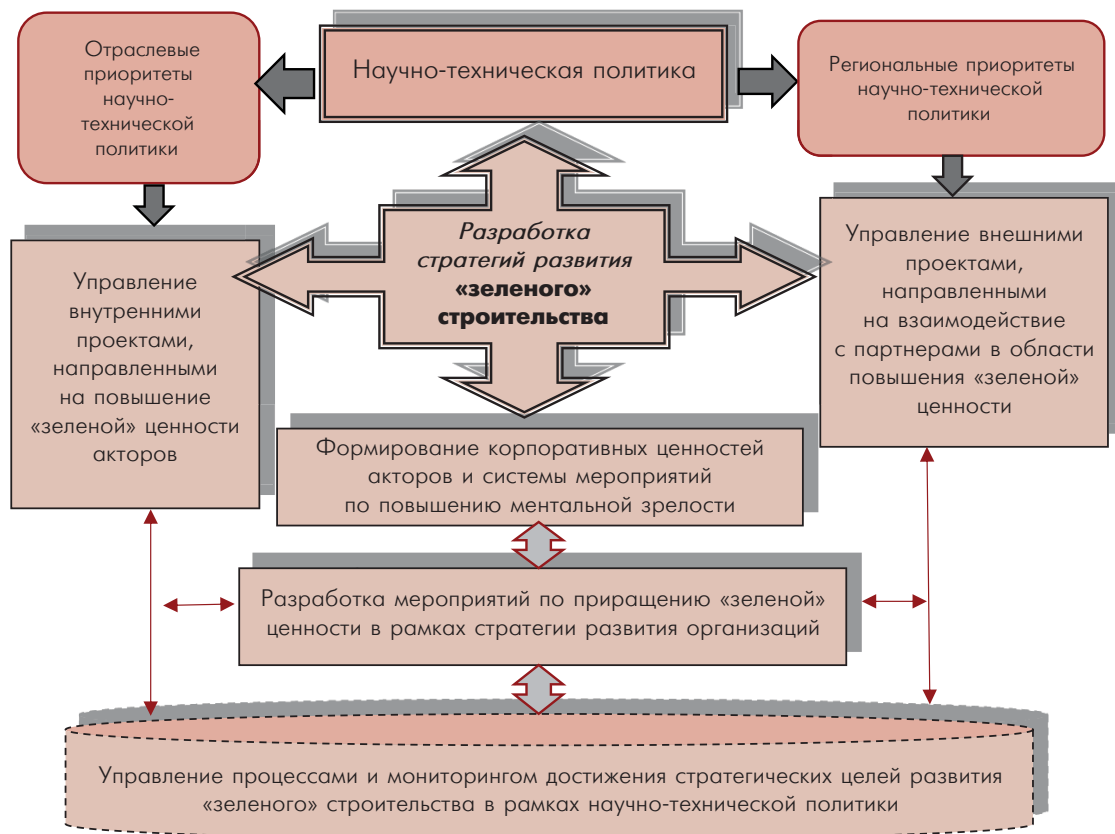 Отраслевые
приоритеты
научно-
технической
политики
Научно-техническая политика
Региональные приоритеты
научно-технической
политики
Управление
внутренними
проектами,
направленными
на повышение
«зеленой» ценности
акторов
Разработка
стратегий развития
«зеленого»
строительства
Управление внешними
проектами,
направленными
на взаимодействие
с партнерами в области
повышения «зеленой»
ценности
Формирование корпоративных ценностей
акторов и системы мероприятий
по повышению ментальной зрелости
Разработка мероприятий по приращению «зеленой»
ценности в рамках стратегии развития организаций
Управление процессами и мониторингом достижения стратегических целей развития
«зеленого» строительства в рамках научно-технической политики